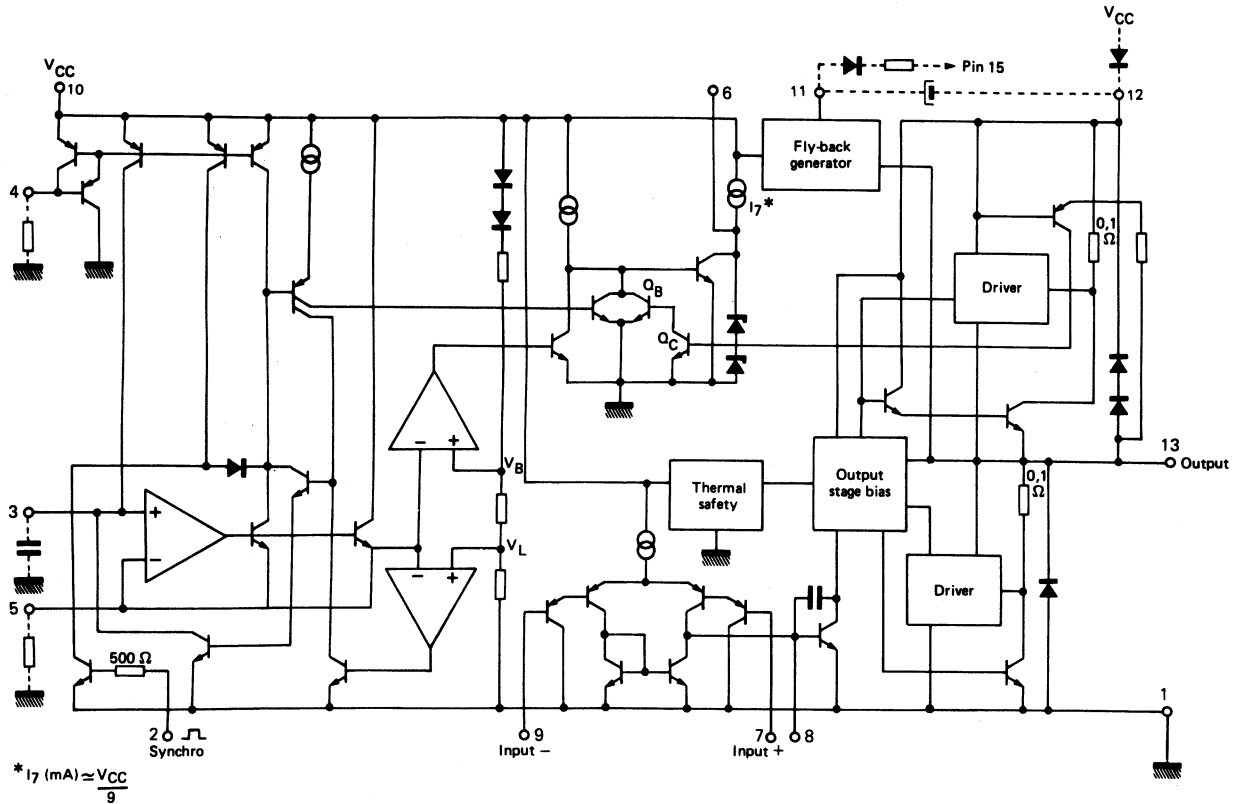 VCC
VCC
10
11
Pin 15
12
6
Fly-back
generator
4
I7*
0,1
Ω
Driver
QB
QC
13
Output
VB
3
+
−
− +
Thermal
safety
Output
stage bias
0,1
Ω
VL
− +
Driver
5
500 Ω
1
2
Synchro
9
Input −
7
Input +
8
* I7 (mA) ≃ VCC
9